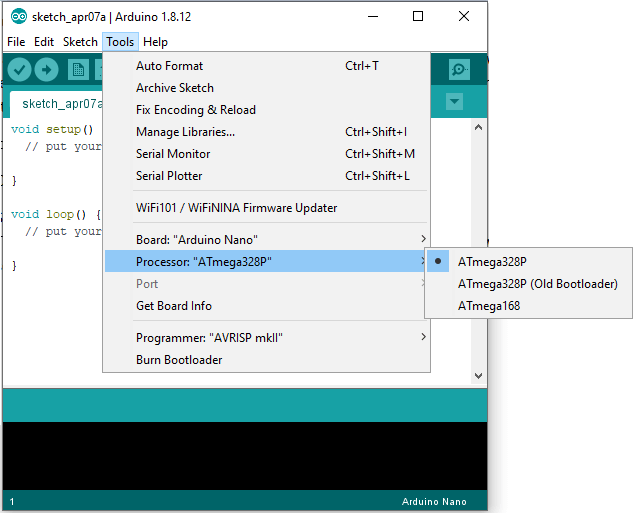 sketch_apr07a | Arduino 1.8.12
File Edit Sketch Tools Help
sketch_apr07a
void setup()
// put your
}
void loop() {
// put your
}
Auto Format Ctrl+T
Archive Sketch
Fix Encoding & Reload
Manage Libraries... Ctrl+Shift+I
Serial Monitor Ctrl+Shift+M
Serial Plotter Ctrl+Shift+L
WiFi101 / WiFiNINA Firmware Updater
Board: "Arduino Nano"
Processor: "ATmega328P"
Port
Get Board Info
Programmer: "AVRISP mkII"
Burn Bootloader
ATmega328P
ATmega328P (Old Bootloader)
ATmega168
1 Arduino Nano